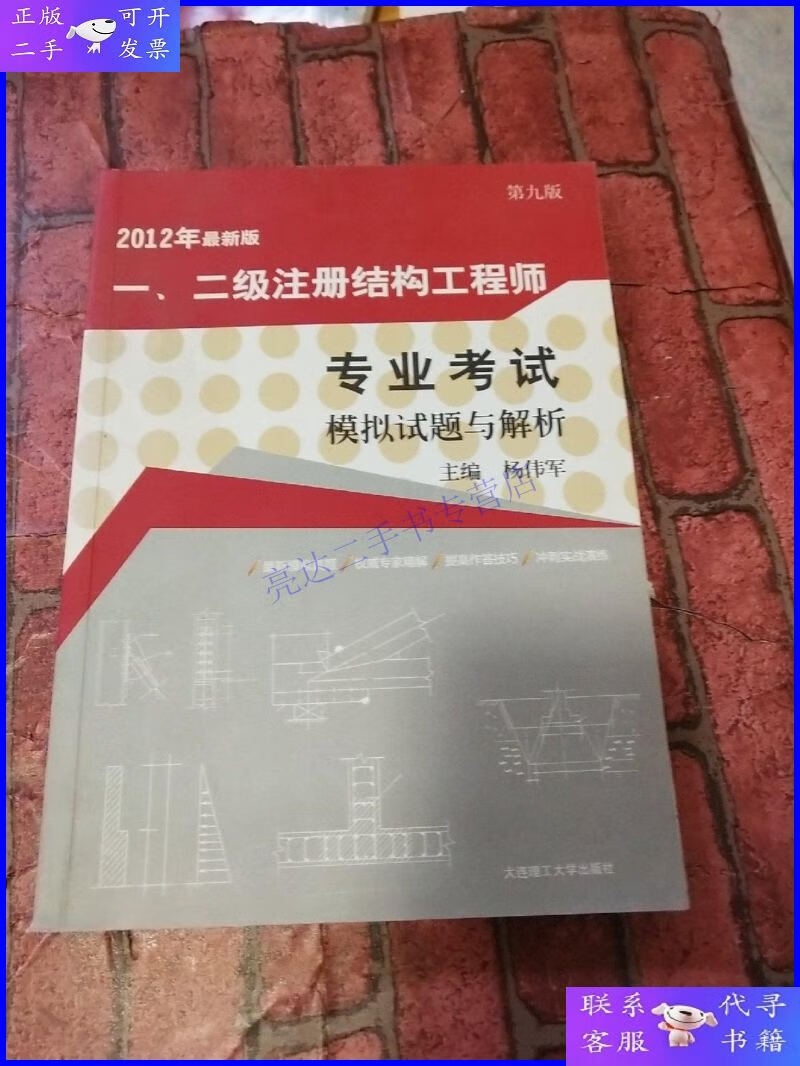 正版 可开
二手 发票
第九版
2012年最新版
一、二级注册结构工程师
专业考试
模拟试题与解析
主编 杨伟军
亮达二手书专营店
权威专家精解 提高作答技巧 冲刺实战演练
大连理工大学出版社
联系 代寻
客服 书籍